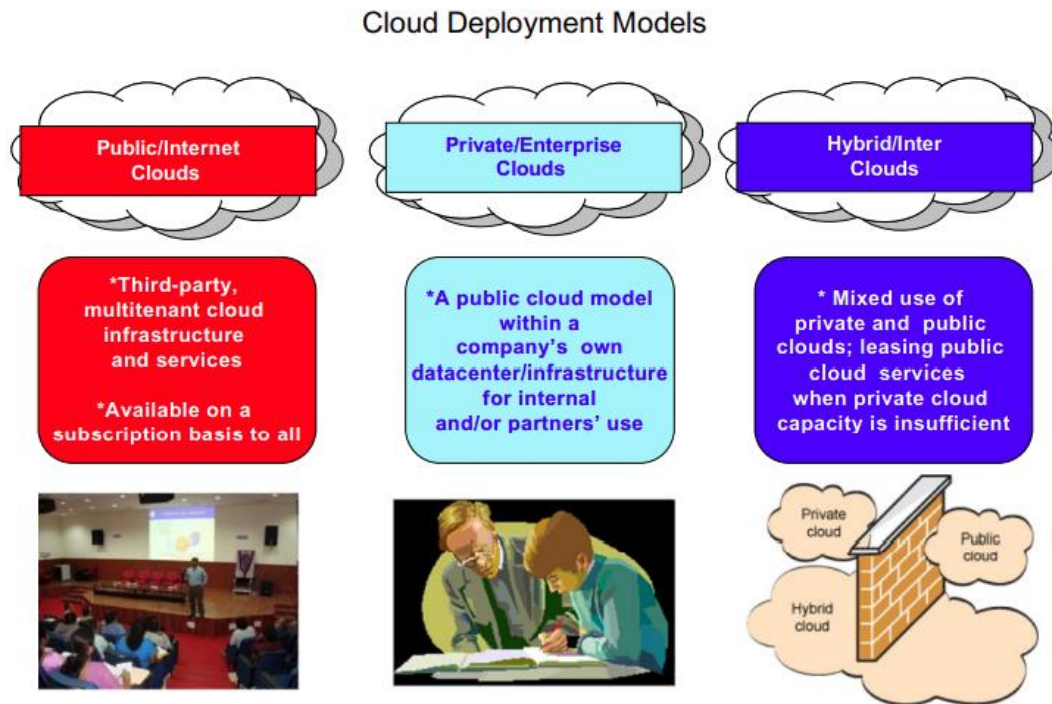 Cloud Deployment Models
Public/Internet
Clouds
Private/Enterprise
Clouds
Hybrid/Inter
Clouds
*Third-party,
multitenant cloud
infrastructure
and services
*Available on a
subscription basis to all
*A public cloud model
within a
company’s own
datacenter/infrastructure
for internal
and/or partners’ use
* Mixed use of
private and public
clouds; leasing public
cloud services
when private cloud
capacity is insufficient
Private
cloud
Public
cloud
Hybrid
cloud